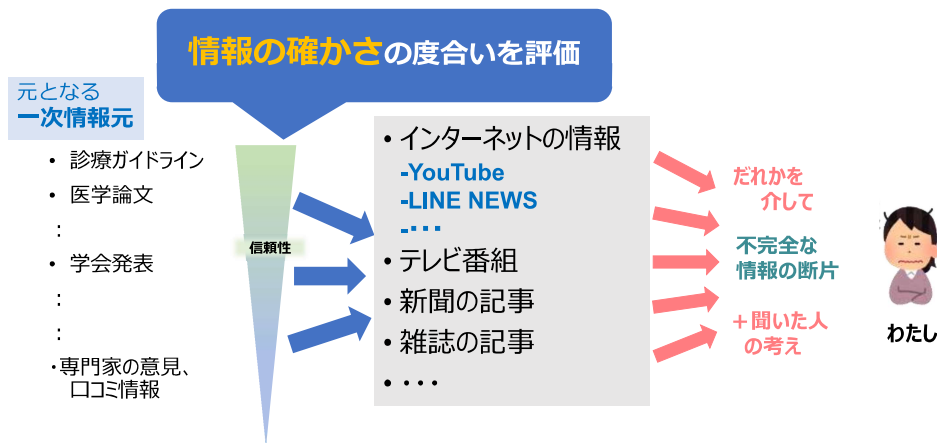 情報の確かさの度合いを評価
元となる
一次情報元
• 診療ガイドライン
• 医学論文
:
• 学会発表
:
:
・専門家の意見、
口コミ情報
信頼性
• インターネットの情報
-YouTube
-LINE NEWS
-・・・
• テレビ番組
• 新聞の記事
• 雑誌の記事
• ・・・
だれかを
介して
不完全な
情報の断片
＋聞いた人
の考え
わたし